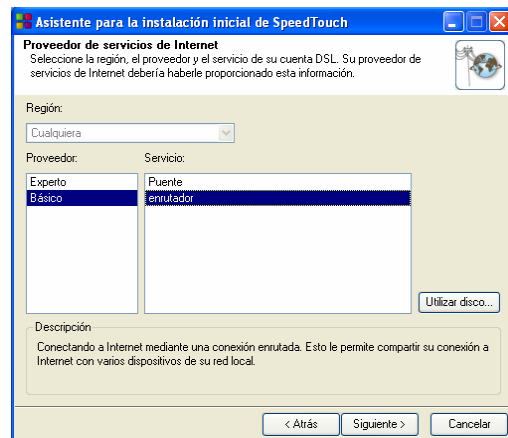 Asistente para la instalación inicial de SpeedTouch
Proveedor de servicios de Internet
Seleccione la región, el proveedor y el servicio de su cuenta DSL. Su proveedor de
servicios de Internet debería haberle proporcionado esta información.
Región:
Cualquiera
Proveedor:
Servicio:
Experto
Básico
Puente
enrutador
Utilizar disco...
Descripción
Conectando a Internet mediante una conexión enrutada. Esto le permite compartir su conexión a
Internet con varios dispositivos de su red local.
< Atrás
Siguiente >
Cancelar